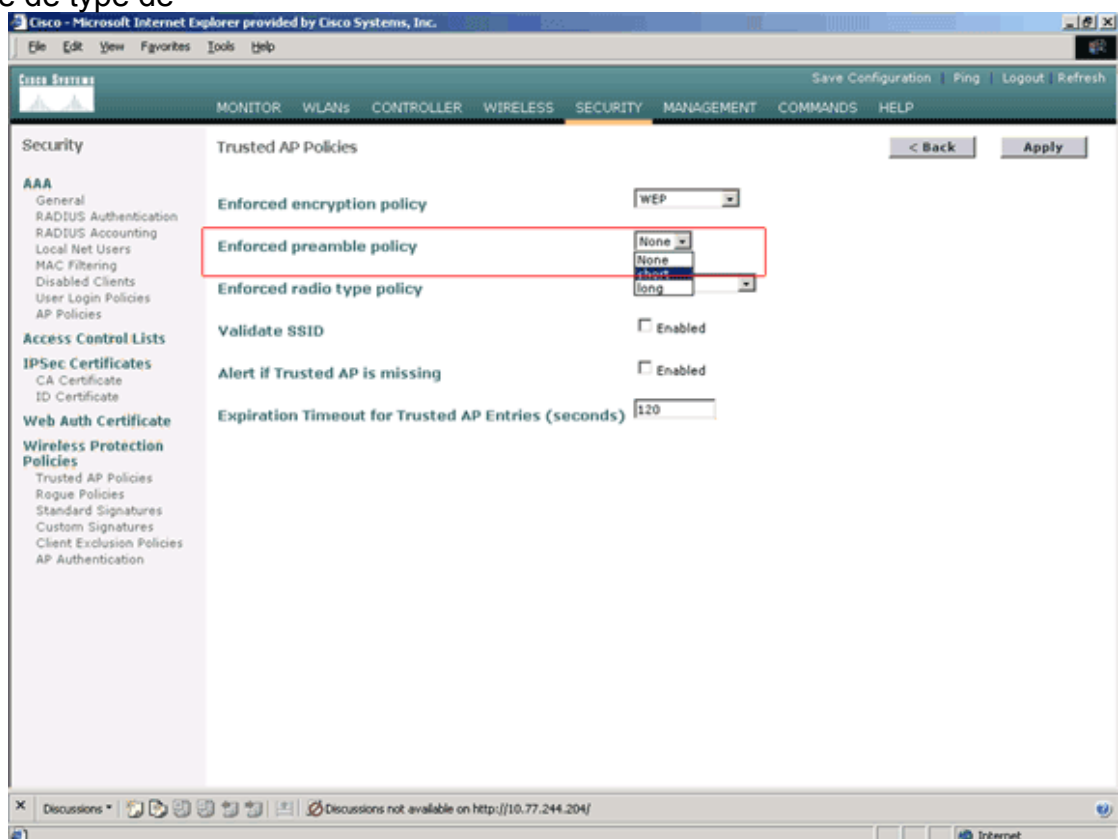 e de type de
Cisco - Microsoft Internet Explorer provided by Cisco Systems, Inc.
File Edit View Favorites Tools Help
CISCO SYSTEMS
Save Configuration | Ping | Logout | Refresh
MONITOR WLANs CONTROLLER WIRELESS SECURITY MANAGEMENT COMMANDS HELP
Security
Trusted AP Policies
< Back
Apply
AAA
General
RADIUS Authentication
RADIUS Accounting
Local Net Users
MAC Filtering
Disabled Clients
User Login Policies
AP Policies
Access Control Lists
IPSec Certificates
CA Certificate
ID Certificate
Web Auth Certificate
Wireless Protection
Policies
Trusted AP Policies
Rogue Policies
Standard Signatures
Custom Signatures
Client Exclusion Policies
AP Authentication
Enforced encryption policy WEP
Enforced preamble policy None
None
short
long
Enforced radio type policy
Validate SSID Enabled
Alert if Trusted AP is missing Enabled
Expiration Timeout for Trusted AP Entries (seconds) 120
Discussions Discussions not available on http://10.77.244.204/
Internet